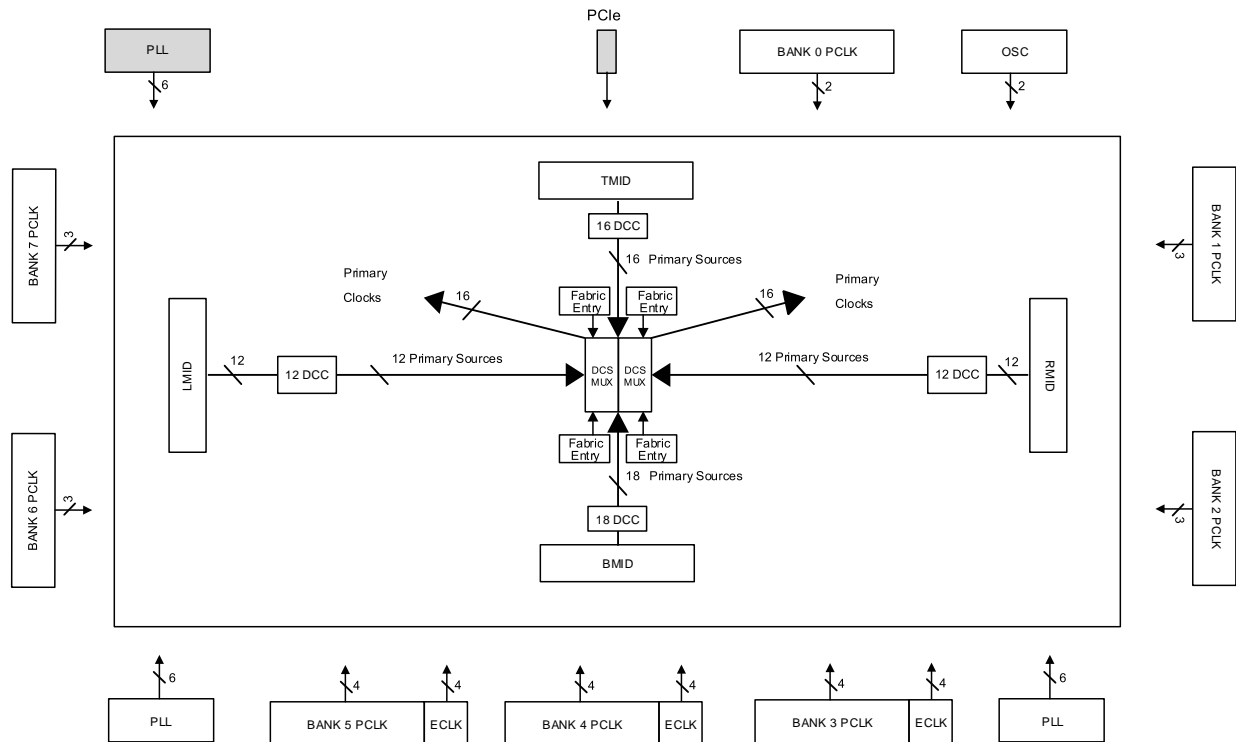 PCIe
PLL
BANK 0 PCLK
OSC
6
2
2
TMID
BANK 7 PCLK
3
BANK 1 PCLK
3
16 DCC
16 Primary Sources
Primary
Clocks
16
Fabric
Entry
Fabric
Entry
16
Primary
Clocks
LMID
12
12 DCC
12 Primary Sources
DCS
MUX
DCS
MUX
12 Primary Sources
12 DCC
12
RMID
Fabric
Entry
Fabric
Entry
18 Primary Sources
BANK 6 PCLK
3
BANK 2 PCLK
3
18 DCC
BMID
6
4
4
4
4
4
4
6
PLL
BANK 5 PCLK
ECLK
BANK 4 PCLK
ECLK
BANK 3 PCLK
ECLK
PLL